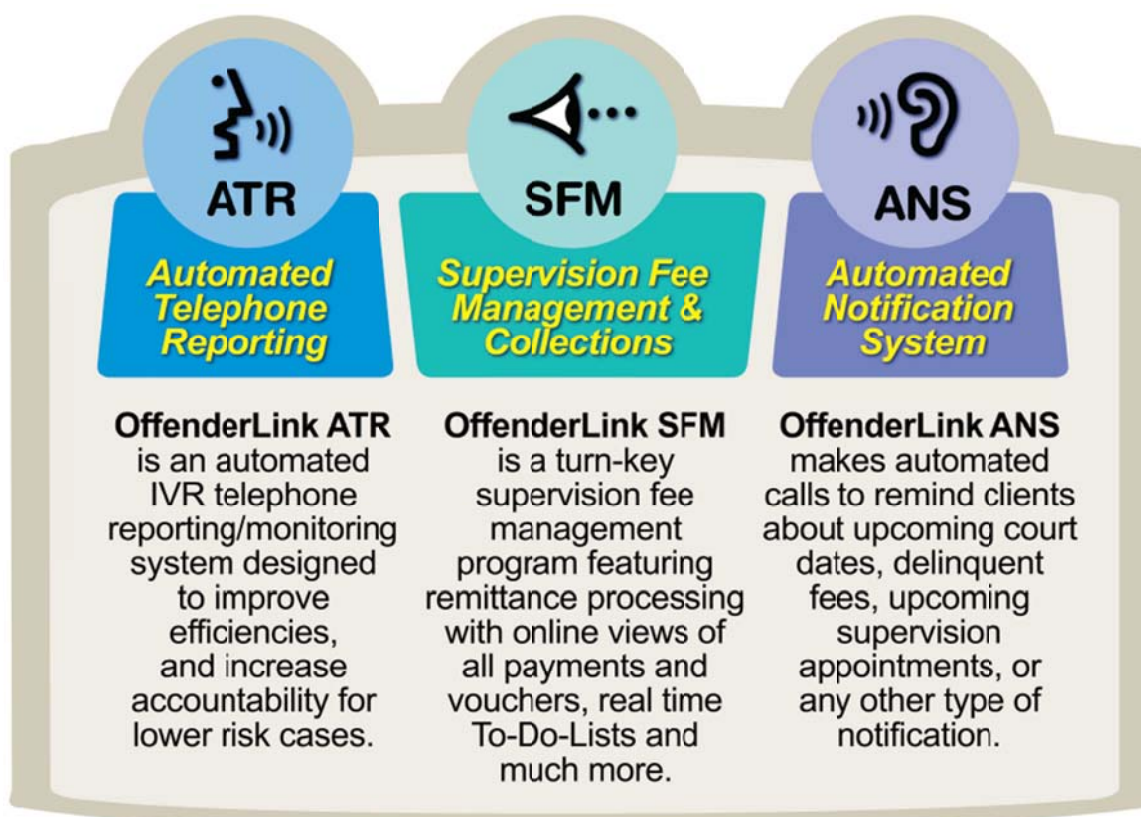 ATR
Automated
Telephone
Reporting
OffenderLink ATR
is an automated
IVR telephone
reporting/monitoring
system designed
to improve
efficiencies,
and increase
accountability for
lower risk cases.
SFM
Supervision Fee
Management &
Collections
OffenderLink SFM
is a turn-key
supervision fee
management
program featuring
remittance processing
with online views of
all payments and
vouchers, real time
To-Do-Lists and
much more.
ANS
Automated
Notification
System
OffenderLink ANS
makes automated
calls to remind clients
about upcoming court
dates, delinquent
fees, upcoming
supervision
appointments, or
any other type of
notification.